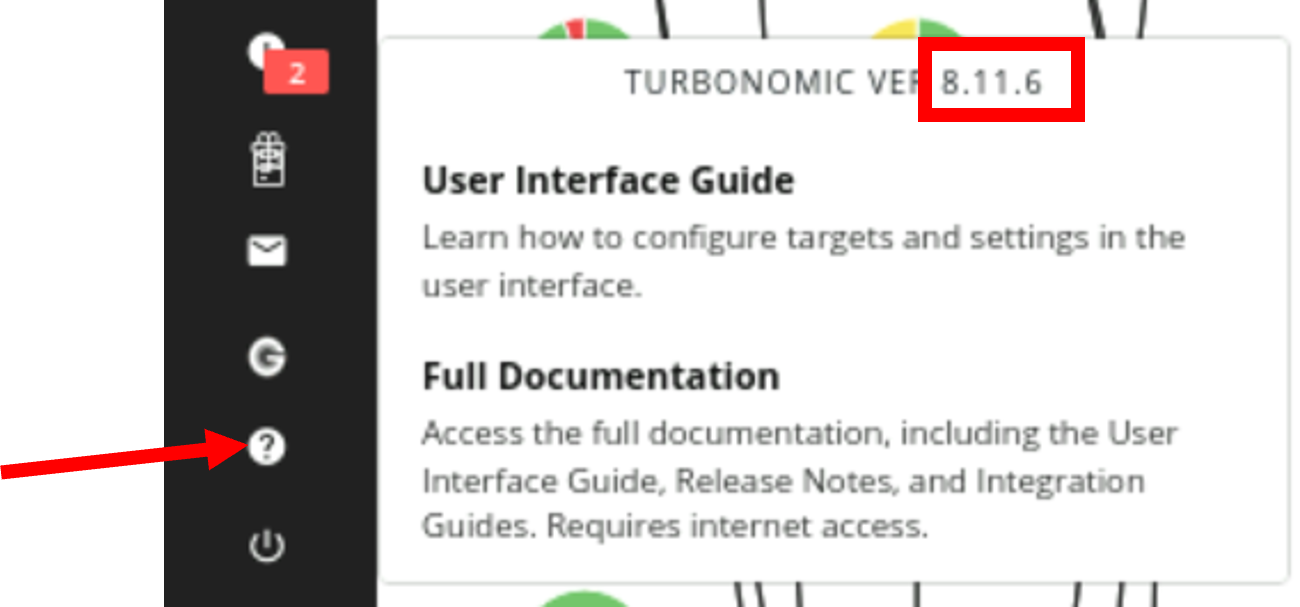 2
TURBONOMIC VER 8.11.6
User Interface Guide
Learn how to configure targets and settings in the
user interface.
Full Documentation
Access the full documentation, including the User
Interface Guide, Release Notes, and Integration
Guides. Requires internet access.